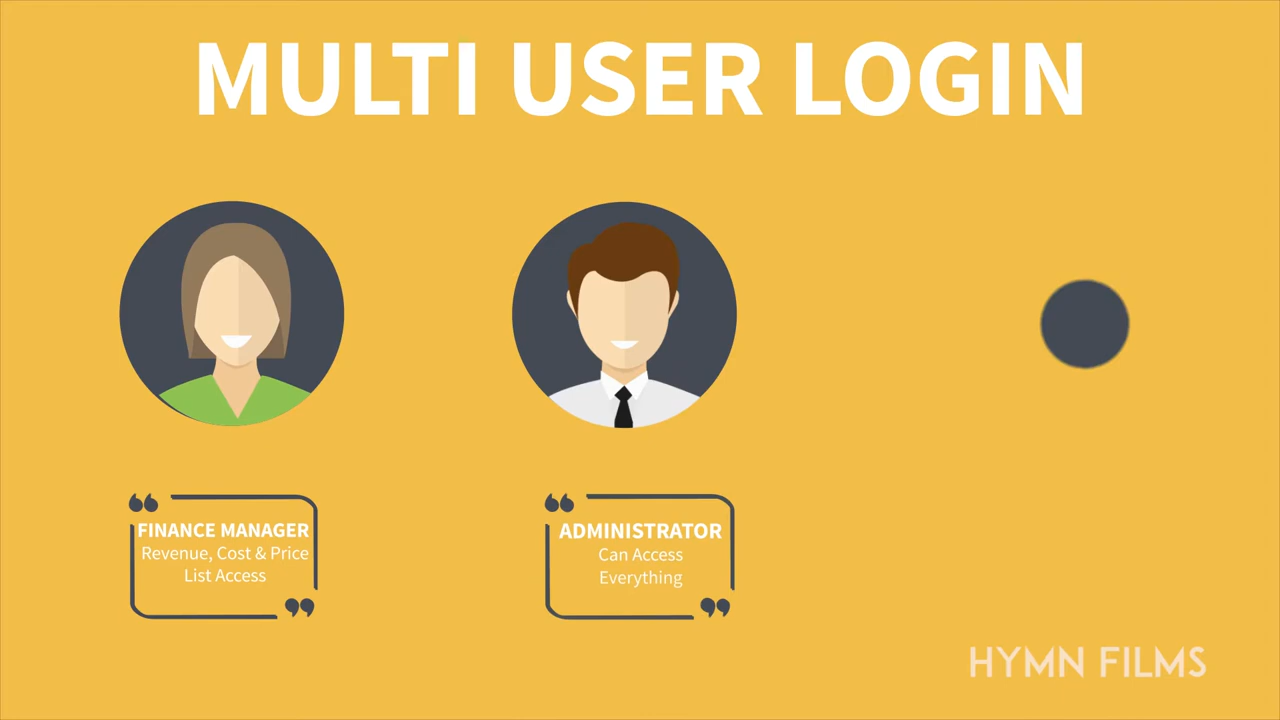 MULTI USER LOGIN
FINANCE MANAGER
Revenue, Cost & Price
List Access
ADMINISTRATOR
Can Access
Everything
HYMN FILMS